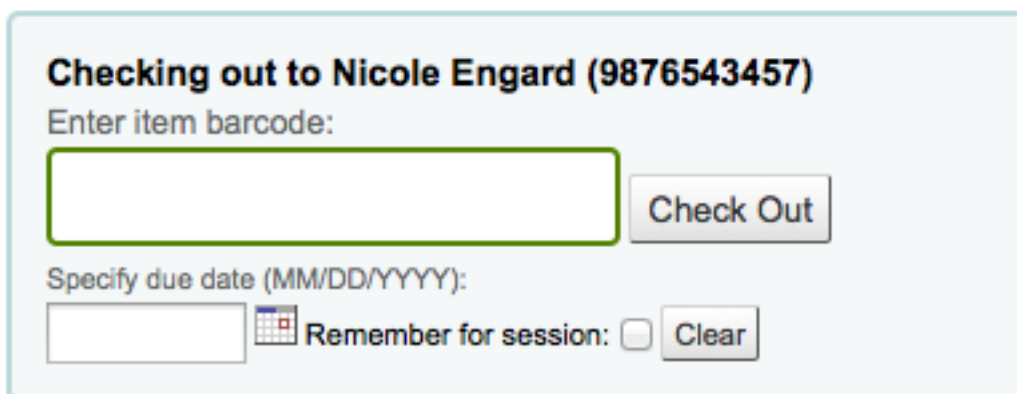 Checking out to Nicole Engard (9876543457)
Enter item barcode:
Check Out
Specify due date (MM/DD/YYYY):
Remember for session: Clear